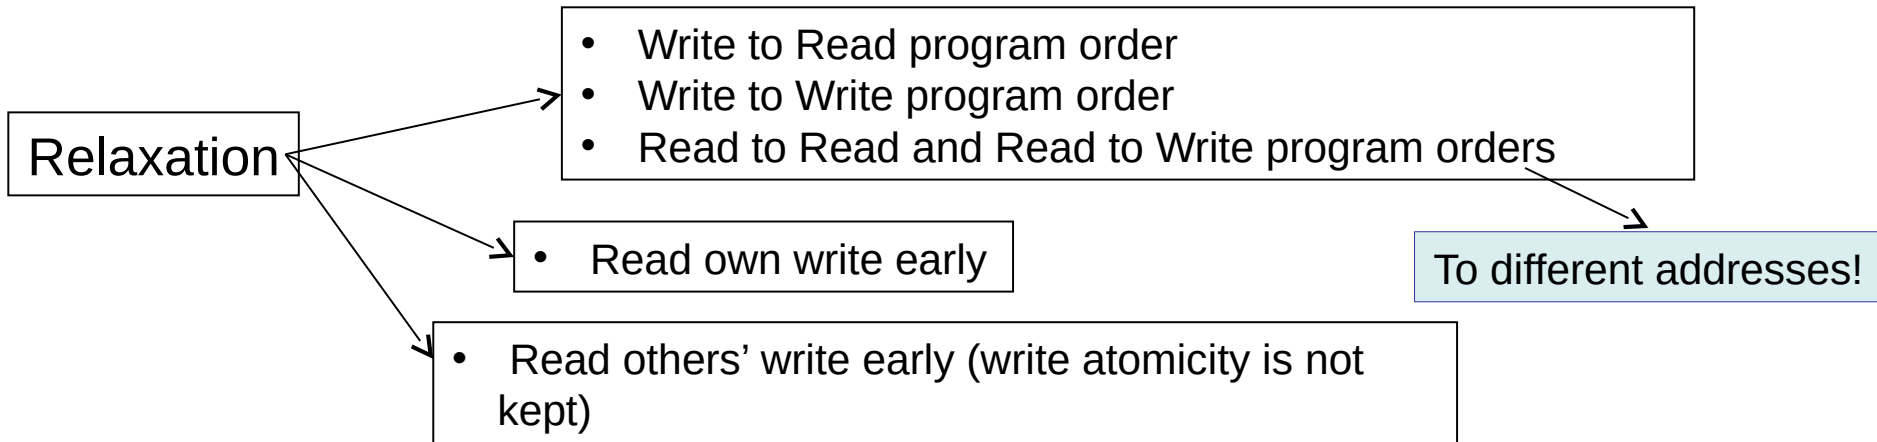 • Write to Read program order
• Write to Write program order
• Read to Read and Read to Write program orders
Relaxation
• Read own write early
To different addresses!
• Read others’ write early (write atomicity is not
kept)